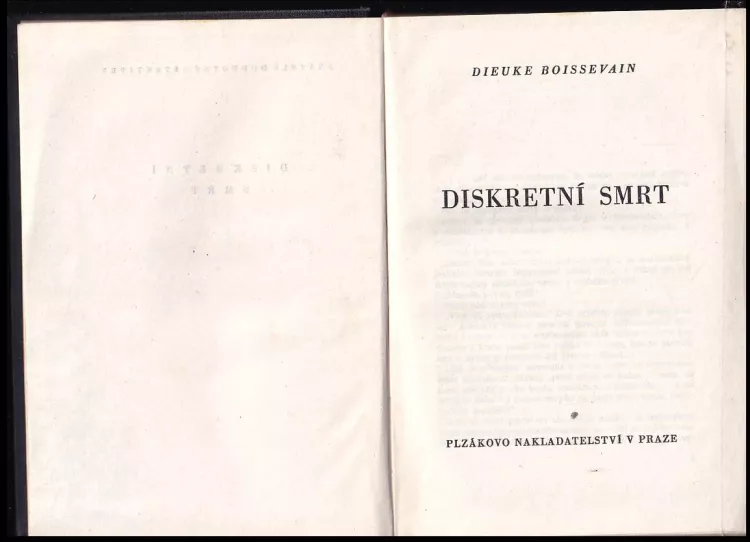 DIEUKE BOISSEVAIN
DISKRETNÍ SMRT
PLZÁKOVO NAKLADATELSTVÍ V PRAZE